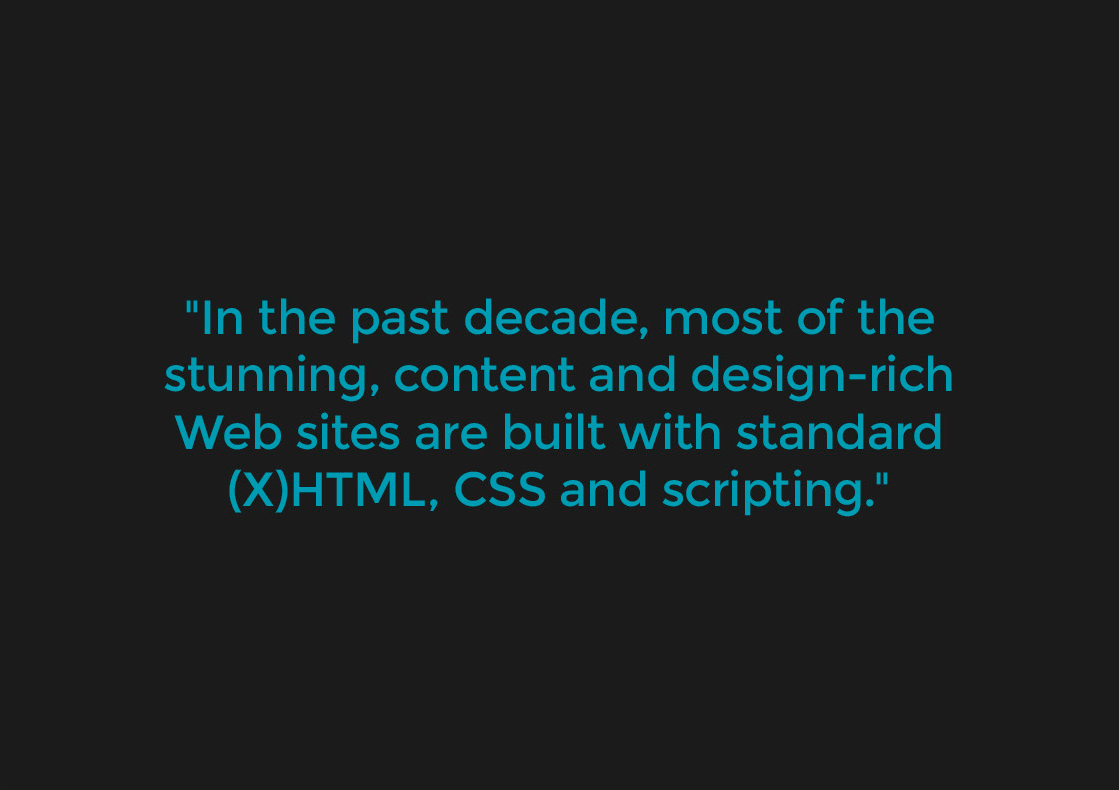 "In the past decade, most of the
stunning, content and design-rich
Web sites are built with standard
(X)HTML, CSS and scripting."